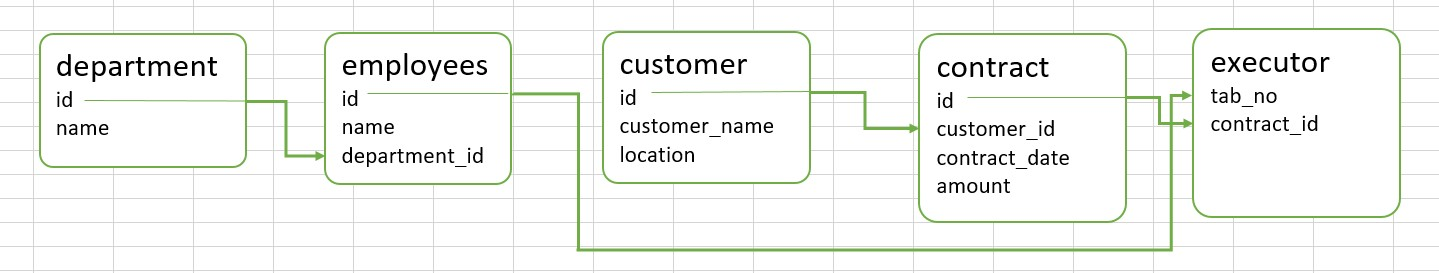 department
id
name
employees
id
name
department_id
customer
id
customer_name
location
contract
id
customer_id
contract_date
amount
executor
tab_no
contract_id